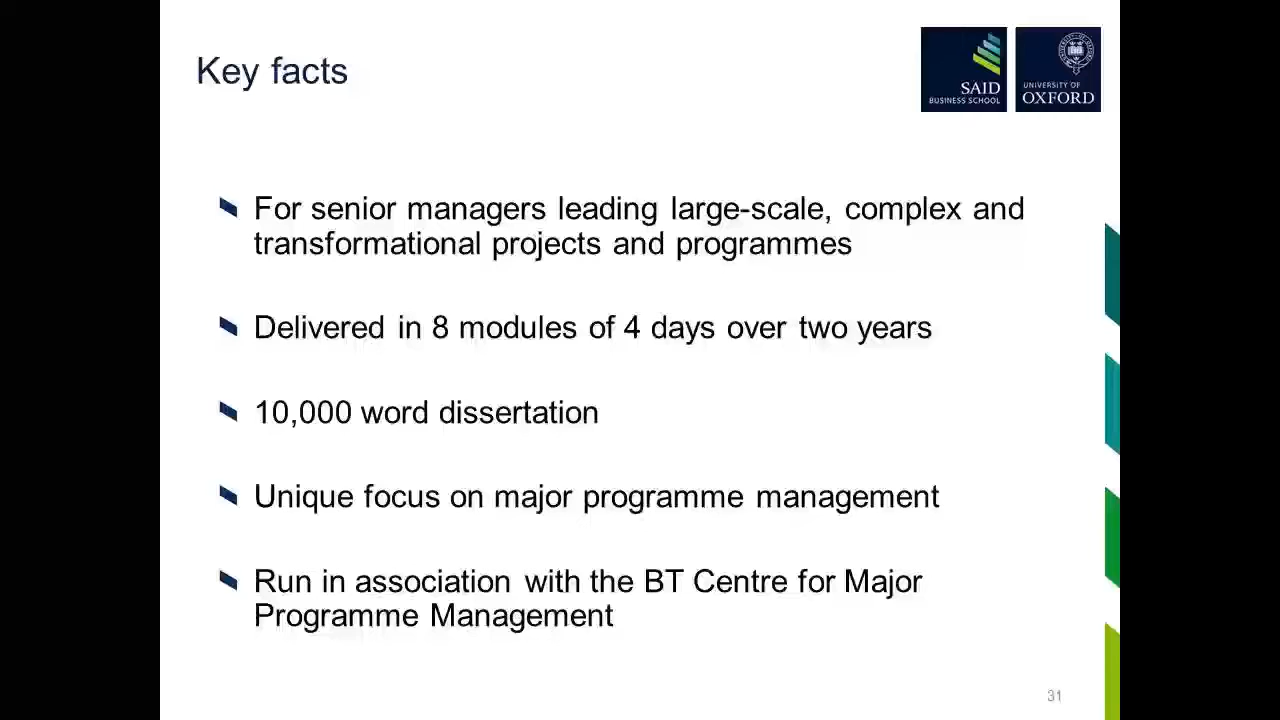 Key facts
SAID
BUSINESS SCHOOL
UNIVERSITY OF
OXFORD
For senior managers leading large-scale, complex and
transformational projects and programmes
Delivered in 8 modules of 4 days over two years
10,000 word dissertation
Unique focus on major programme management
Run in association with the BT Centre for Major
Programme Management
31